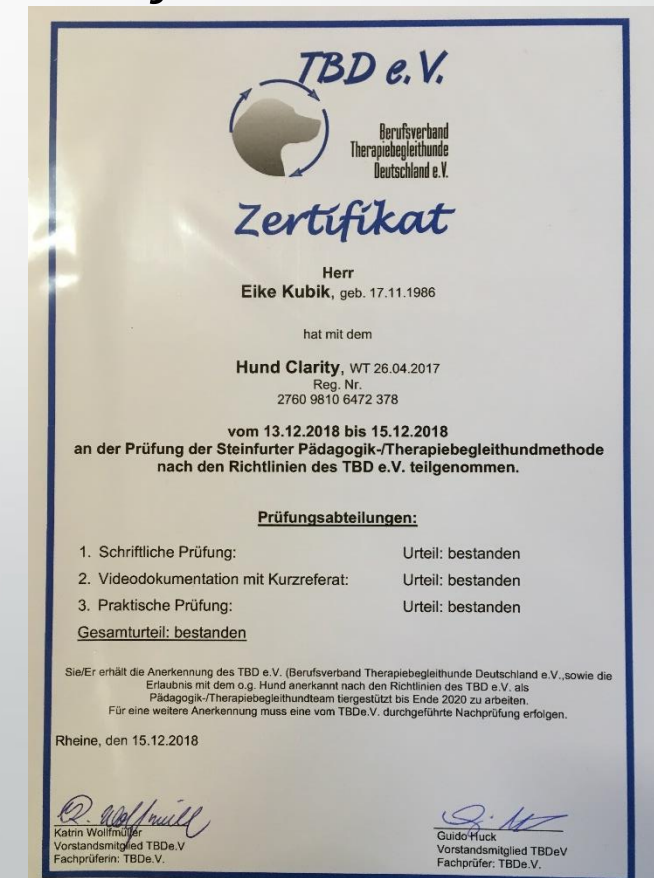 TBD e.V.
Berufsverband
Therapiebegleithunde
Deutschland e.V.
Zertifikat
Herr
Eike Kubik, geb. 17.11.1986
hat mit dem
Hund Clarity, WT 26.04.2017
Reg. Nr.
2760 9810 6472 378
vom 13.12.2018 bis 15.12.2018
an der Prüfung der Steinfurter Pädagogik-/Therapiebegleithundmethode
nach den Richtlinien des TBD e.V. teilgenommen.
Prüfungsabteilungen:
1. Schriftliche Prüfung: Urteil: bestanden
2. Videodokumentation mit Kurzreferat: Urteil: bestanden
3. Praktische Prüfung: Urteil: bestanden
Gesamturteil: bestanden
Sie/Er erhält die Anerkennung des TBD e.V. (Berufsverband Therapiebegleithunde Deutschland e.V.,sowie die
Erlaubnis mit dem o.g. Hund anerkannt nach den Richtlinien des TBD e.V. als
Pädagogik-/Therapiebegleithundteam tiergestützt bis Ende 2020 zu arbeiten.
Für eine weitere Anerkennung muss eine vom TBDe.V. durchgeführte Nachprüfung erfolgen.
Rheine, den 15.12.2018
Katrin Wollfmüller
Vorstandsmitglied TBDe.V
Fachprüferin: TBDe.V.
Guido Huck
Vorstandsmitglied TBDeV
Fachprüfer: TBDe.V.